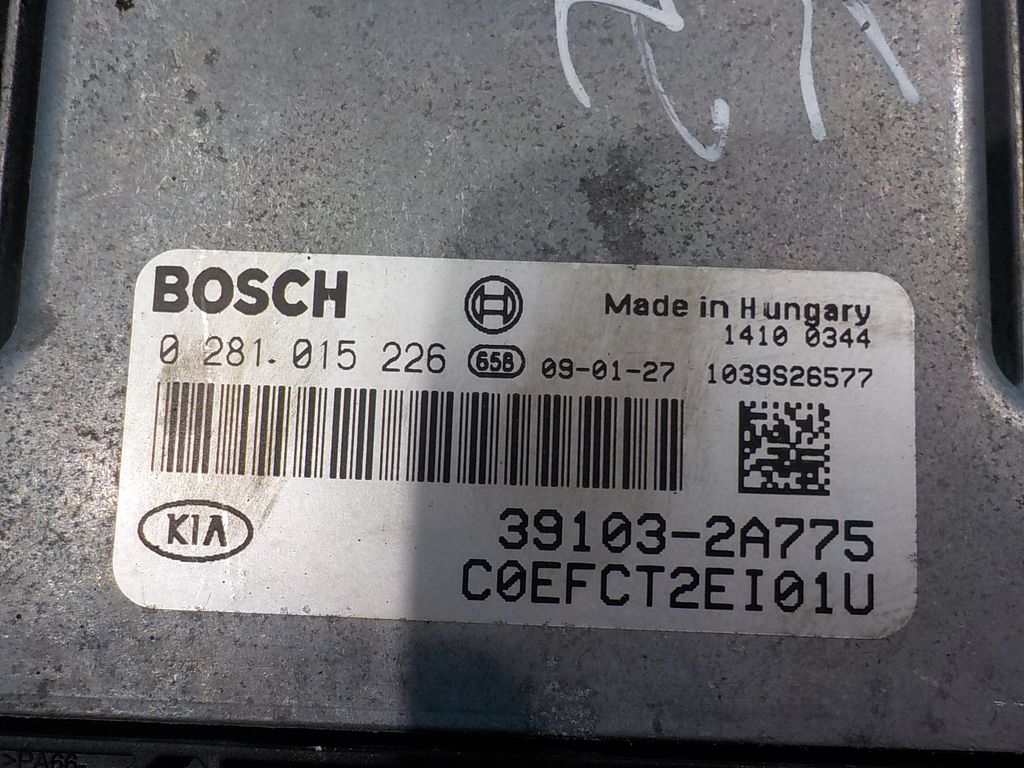 BOSCH
Made in Hungary
1410 0344
0 281 015 226 658 09-01-27 1039S26577
KIA
39103-2A775
C0EFCT2EI01U
>PA66-